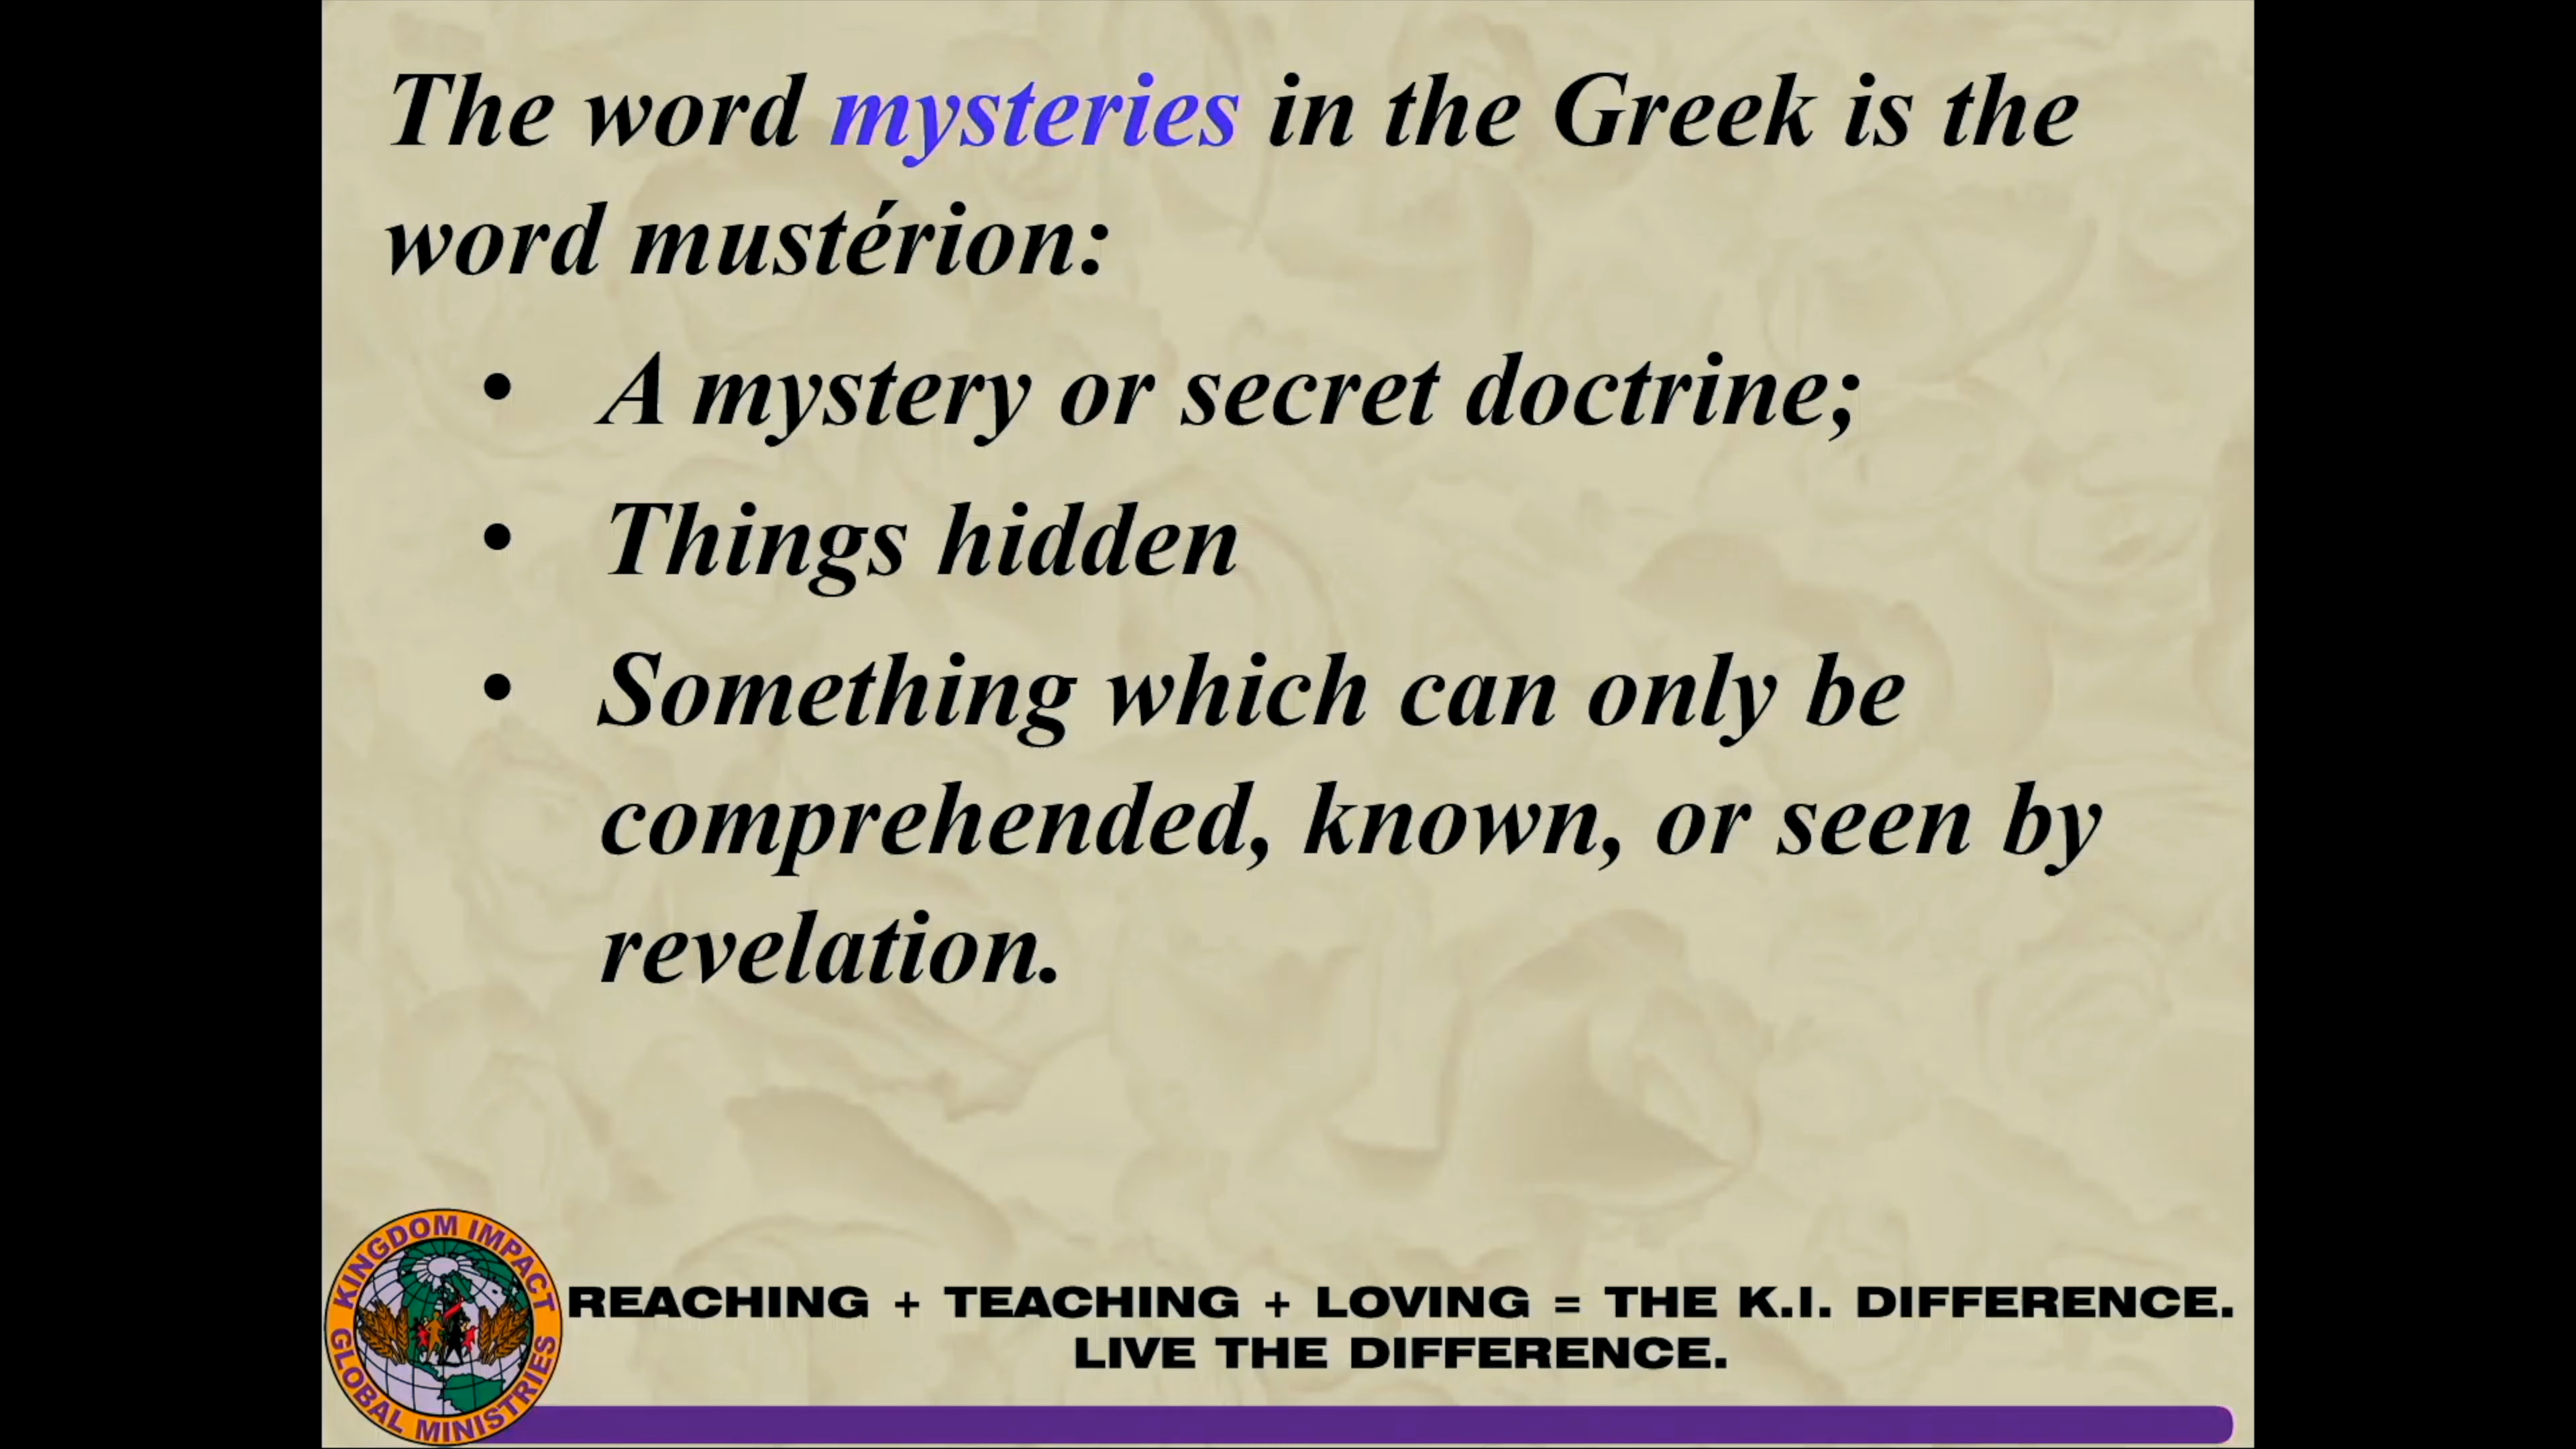 The word mysteries in the Greek is the
word mustérion:
• A mystery or secret doctrine;
• Things hidden
• Something which can only be
comprehended, known, or seen by
revelation.
KINGDOM IMPACT
GLOBAL MINISTRIES
REACHING + TEACHING + LOVING = THE K.I. DIFFERENCE.
LIVE THE DIFFERENCE.